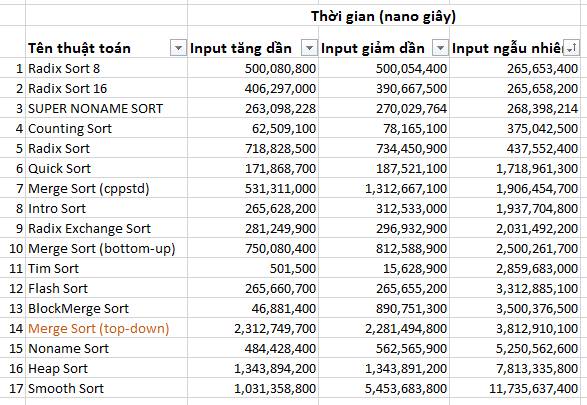 Thời gian (nano giây)
Tên thuật toán Input tăng dần Input giảm dần Input ngẫu nhiên
1 Radix Sort 8 500,080,800 500,054,400 265,653,400
2 Radix Sort 16 406,297,000 390,667,500 265,658,200
3 SUPER NONAME SORT 263,098,228 270,029,764 268,398,214
4 Counting Sort 62,509,100 78,165,100 375,042,500
5 Radix Sort 718,828,500 734,450,900 437,552,400
6 Quick Sort 171,868,700 187,521,100 1,718,961,300
7 Merge Sort (cppstd) 531,311,000 1,312,667,100 1,906,454,700
8 Intro Sort 265,628,200 312,533,000 1,937,704,800
9 Radix Exchange Sort 281,249,900 296,932,900 2,031,492,200
10 Merge Sort (bottom-up) 750,080,400 812,588,900 2,500,261,700
11 Tim Sort 501,500 15,628,900 2,859,683,000
12 Flash Sort 265,660,700 265,655,200 3,312,885,100
13 BlockMerge Sort 46,881,400 890,751,300 3,500,376,500
14 Merge Sort (top-down) 2,312,749,700 2,281,494,800 3,812,910,100
15 Noname Sort 484,428,400 562,565,900 5,250,562,600
16 Heap Sort 1,343,894,200 1,343,891,200 7,813,335,800
17 Smooth Sort 1,031,358,800 5,453,683,800 11,735,637,400